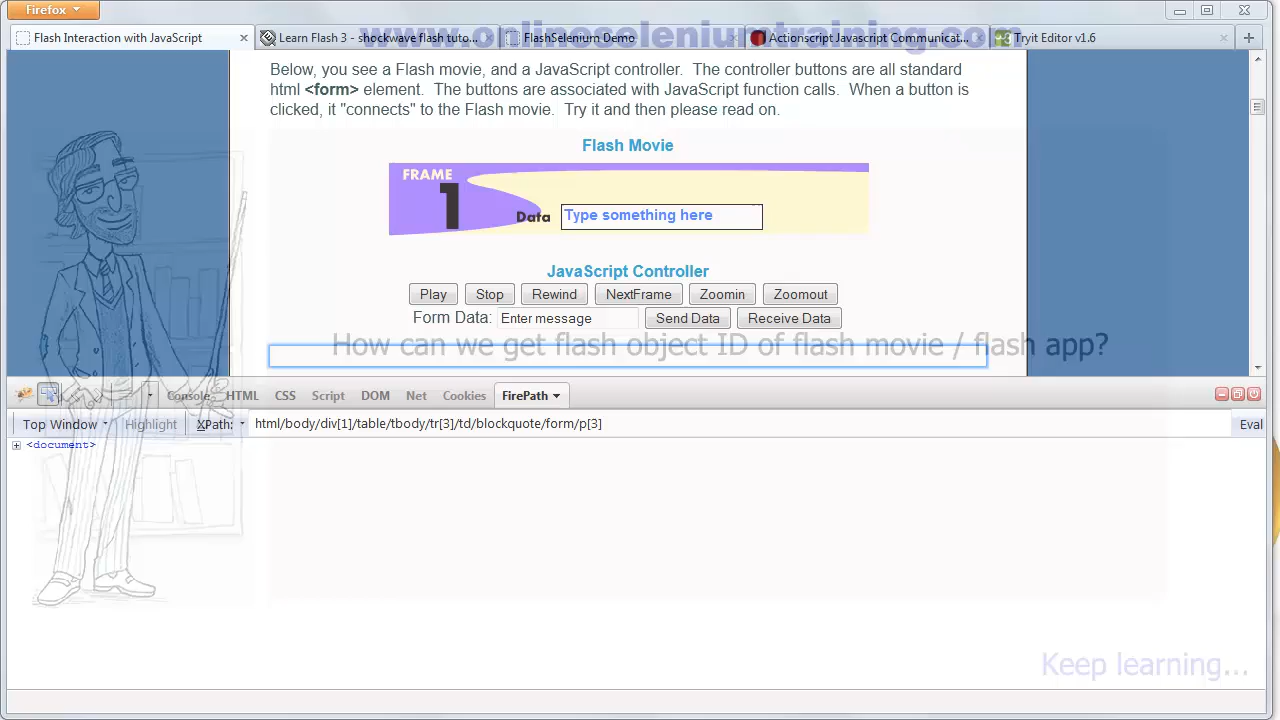 Firefox
Flash Interaction with JavaScript
Learn Flash 3 - shockwave flash tuto...
FlashSelenium Demo
Actionscript Javascript Communicat...
Tryit Editor v1.6
www.onlineseleniumtraining.com
Below, you see a Flash movie, and a JavaScript controller. The controller buttons are all standard
html <form> element. The buttons are associated with JavaScript function calls. When a button is
clicked, it "connects" to the Flash movie. Try it and then please read on.
Flash Movie
FRAME
1
Data
Type something here
JavaScript Controller
Play Stop Rewind NextFrame Zoomin Zoomout
Form Data: Enter message Send Data Receive Data
How can we get flash object ID of flash movie / flash app?
Console HTML CSS Script DOM Net Cookies FirePath
Top Window Highlight XPath: html/body/div[1]/table/tbody/tr[3]/td/blockquote/form/p[3] Eval
<document>
Keep learning...